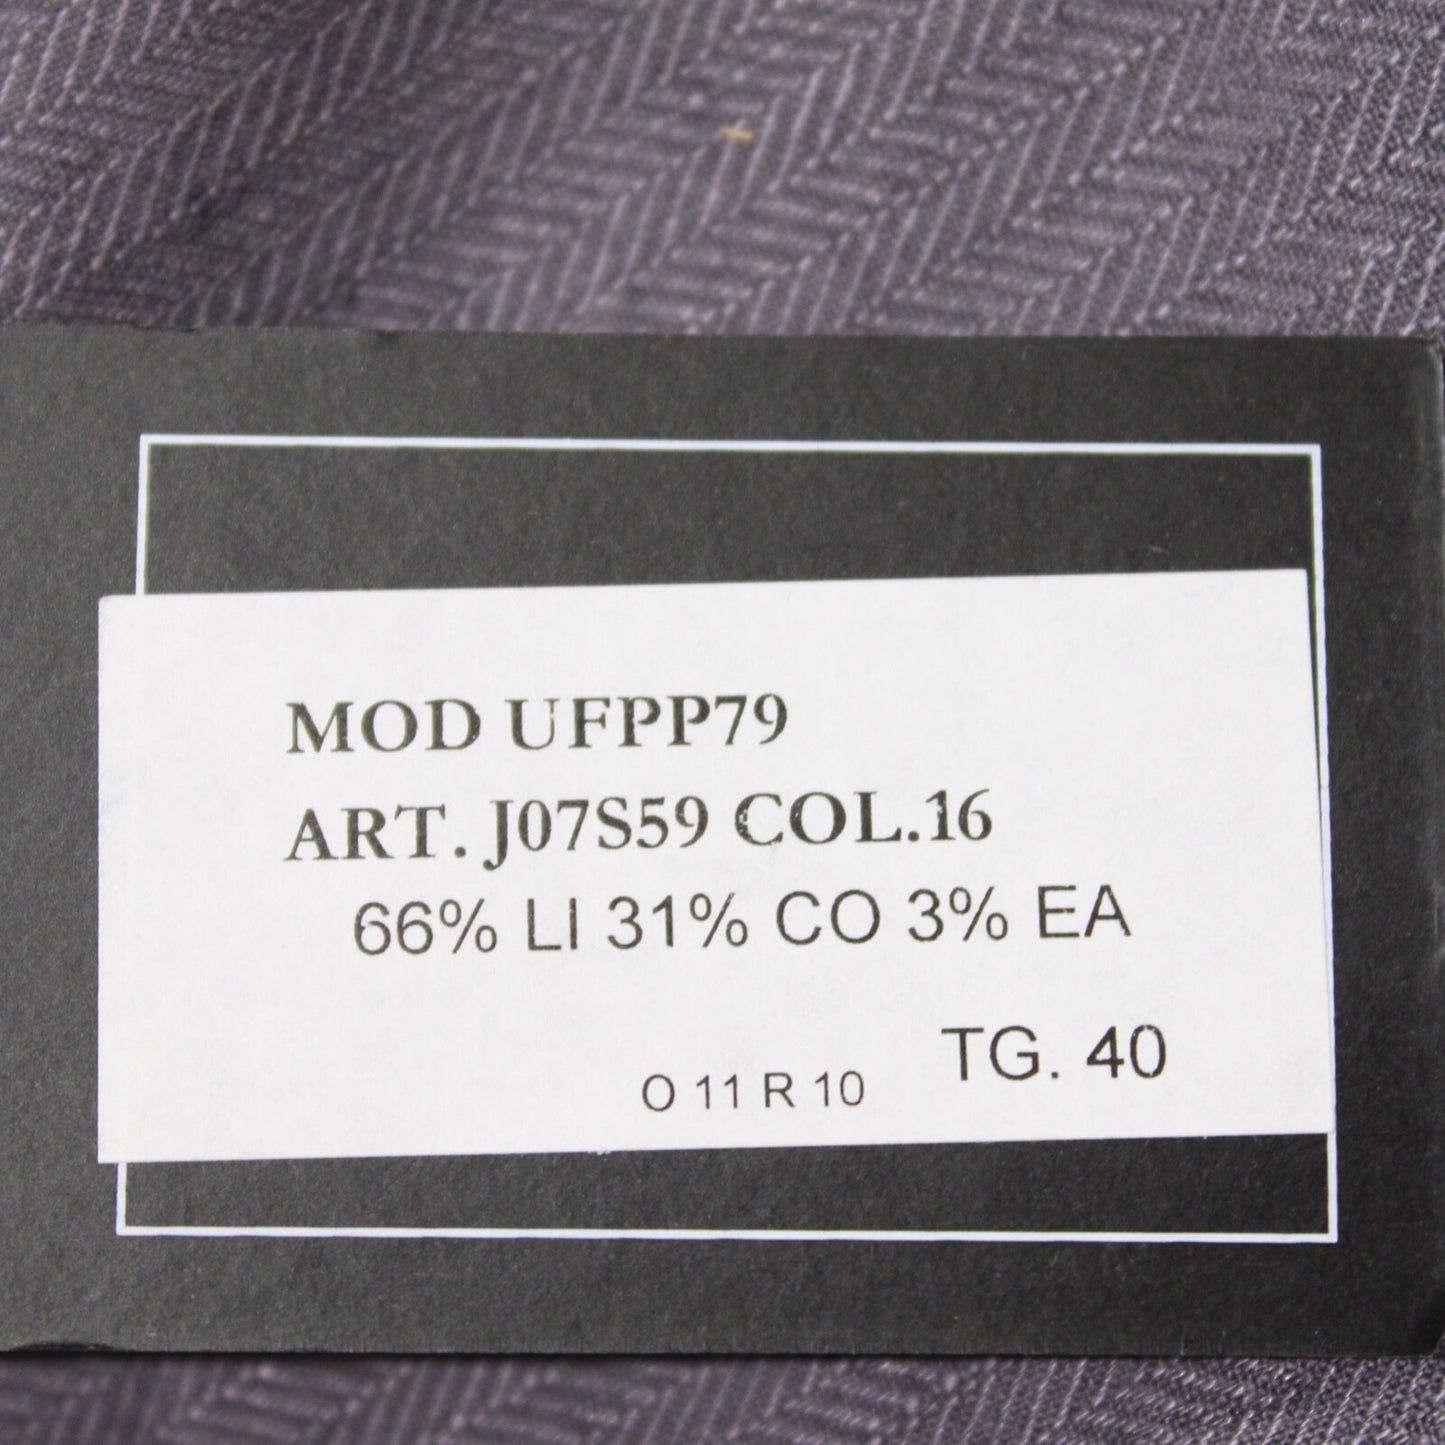 MOD UFPP79
ART. J07S59 COL.16
66% LI 31% CO 3% EA
TG. 40
O 11 R 10